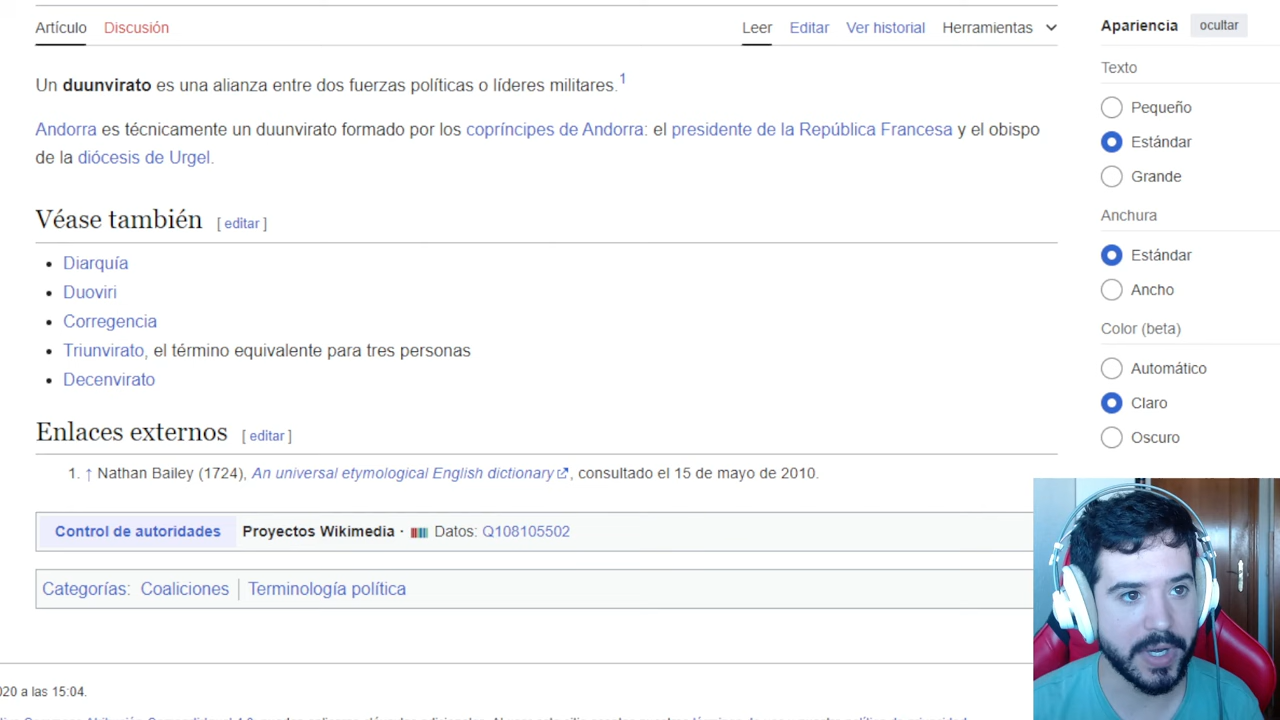 Artículo Discusión Leer Editar Ver historial Herramientas
Un duunvirato es una alianza entre dos fuerzas políticas o líderes militares.1
Andorra es técnicamente un duunvirato formado por los copríncipes de Andorra: el presidente de la República Francesa y el obispo
de la diócesis de Urgel.
Véase también [ editar ]
• Diarquía
• Duoviri
• Corregencia
• Triunvirato, el término equivalente para tres personas
• Decenvirato
Enlaces externos [ editar ]
1. ↑ Nathan Bailey (1724), An universal etymological English dictionary, consultado el 15 de mayo de 2010.
Control de autoridades Proyectos Wikimedia · Datos: Q108105502
Categorías: Coaliciones | Terminología política
020 a las 15:04.
Apariencia ocultar
Texto
Pequeño
Estándar
Grande
Anchura
Estándar
Ancho
Color (beta)
Automático
Claro
Oscuro